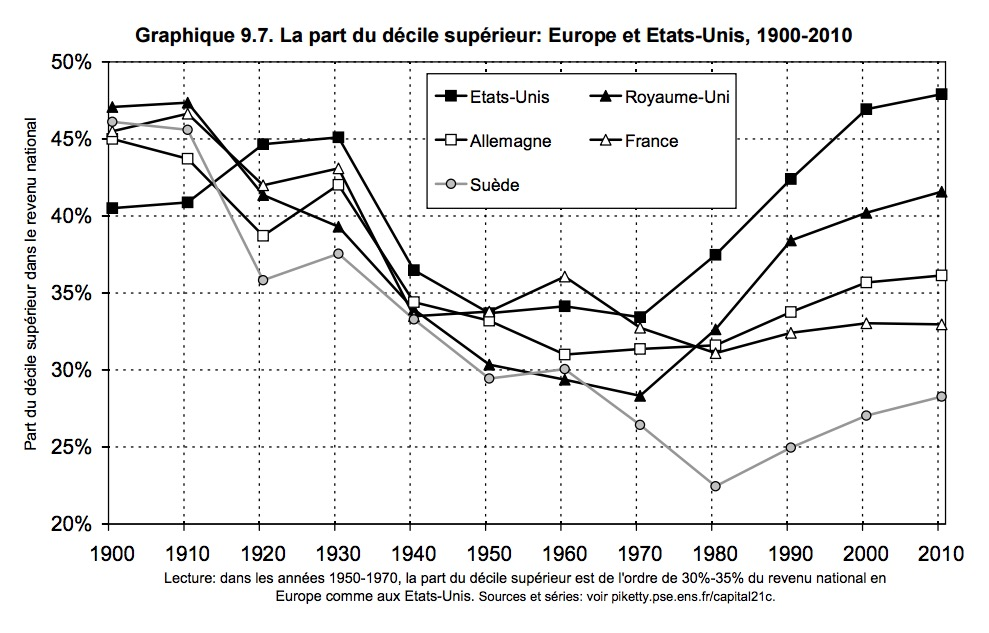 Graphique 9.7. La part du décile supérieur: Europe et Etats-Unis, 1900-2010
Part du décile supérieur dans le revenu national
50%
45%
40%
35%
30%
25%
20%
Etats-Unis
Royaume-Uni
Allemagne
France
Suède
1900 1910 1920 1930 1940 1950 1960 1970 1980 1990 2000 2010
Lecture: dans les années 1950-1970, la part du décile supérieur est de l'ordre de 30%-35% du revenu national en
Europe comme aux Etats-Unis. Sources et séries: voir piketty.pse.ens.fr/capital21c.